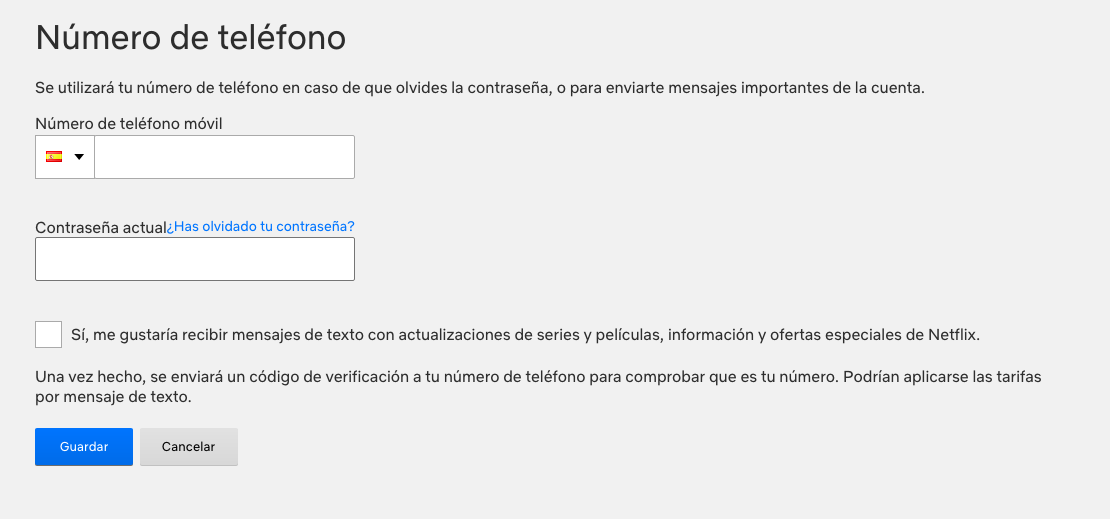 Número de teléfono
Se utilizará tu número de teléfono en caso de que olvides la contraseña, o para enviarte mensajes importantes de la cuenta.
Número de teléfono móvil
Contraseña actual¿Has olvidado tu contraseña?
Sí, me gustaría recibir mensajes de texto con actualizaciones de series y películas, información y ofertas especiales de Netflix.
Una vez hecho, se enviará un código de verificación a tu número de teléfono para comprobar que es tu número. Podrían aplicarse las tarifas
por mensaje de texto.
Guardar Cancelar